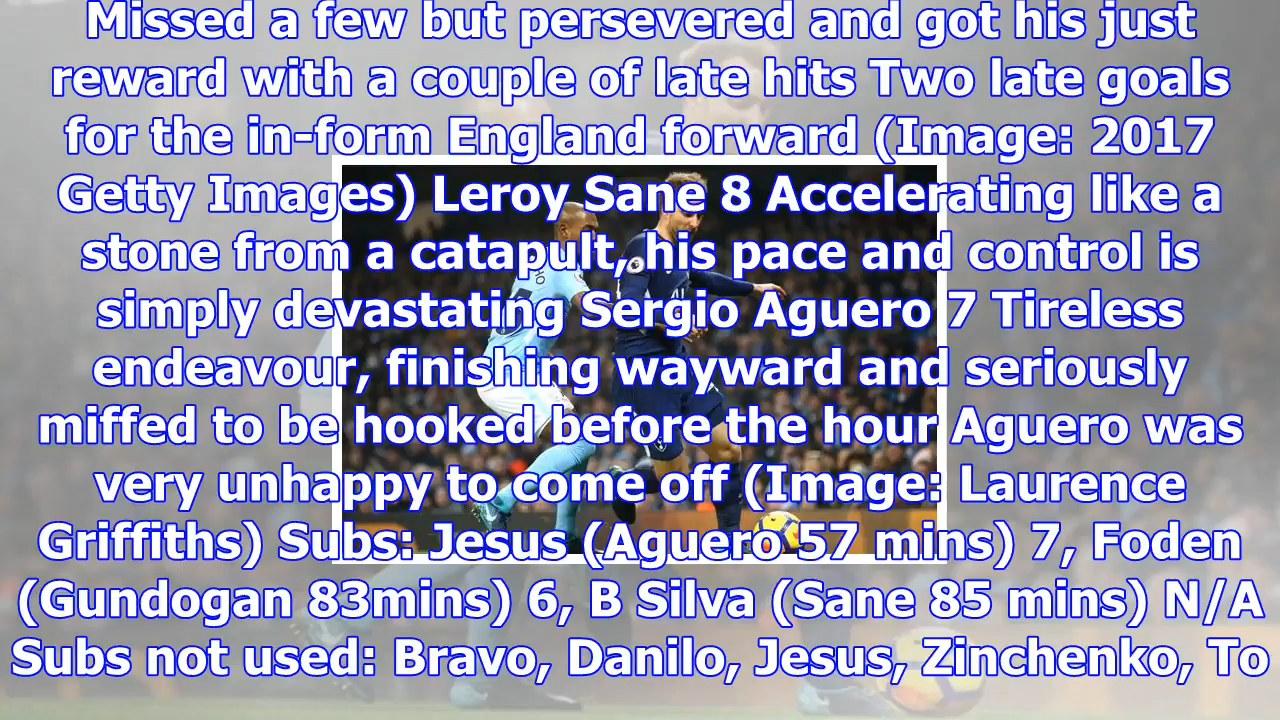 Missed a few but persevered and got his just
reward with a couple of late hits Two late goals
for the in-form England forward (Image: 2017
Getty Images) Leroy Sane 8 Accelerating like a
stone from a catapult, his pace and control is
simply devastating Sergio Aguero 7 Tireless
endeavour, finishing wayward and seriously
miffed to be hooked before the hour Aguero was
very unhappy to come off (Image: Laurence
Griffiths) Subs: Jesus (Aguero 57 mins) 7, Foden
(Gundogan 83mins) 6, B Silva (Sane 85 mins) N/A
Subs not used: Bravo, Danilo, Jesus, Zinchenko, To